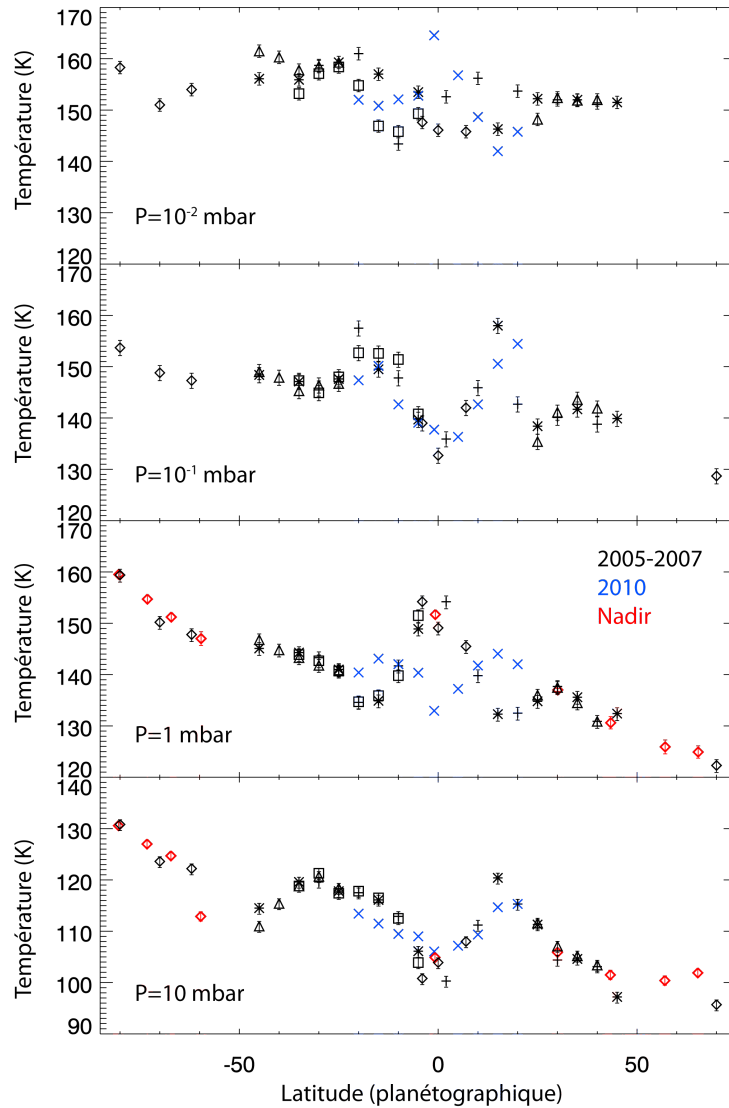 Température (K)
170
160
150
140
130
120
P=10-2 mbar
Température (K)
170
160
150
140
130
120
P=10-1 mbar
Température (K)
170
160
150
140
130
120
2005-2007
2010
Nadir
P=1 mbar
Température (K)
140
130
120
110
100
90
P=10 mbar
-50
0
50
Latitude (planétographique)